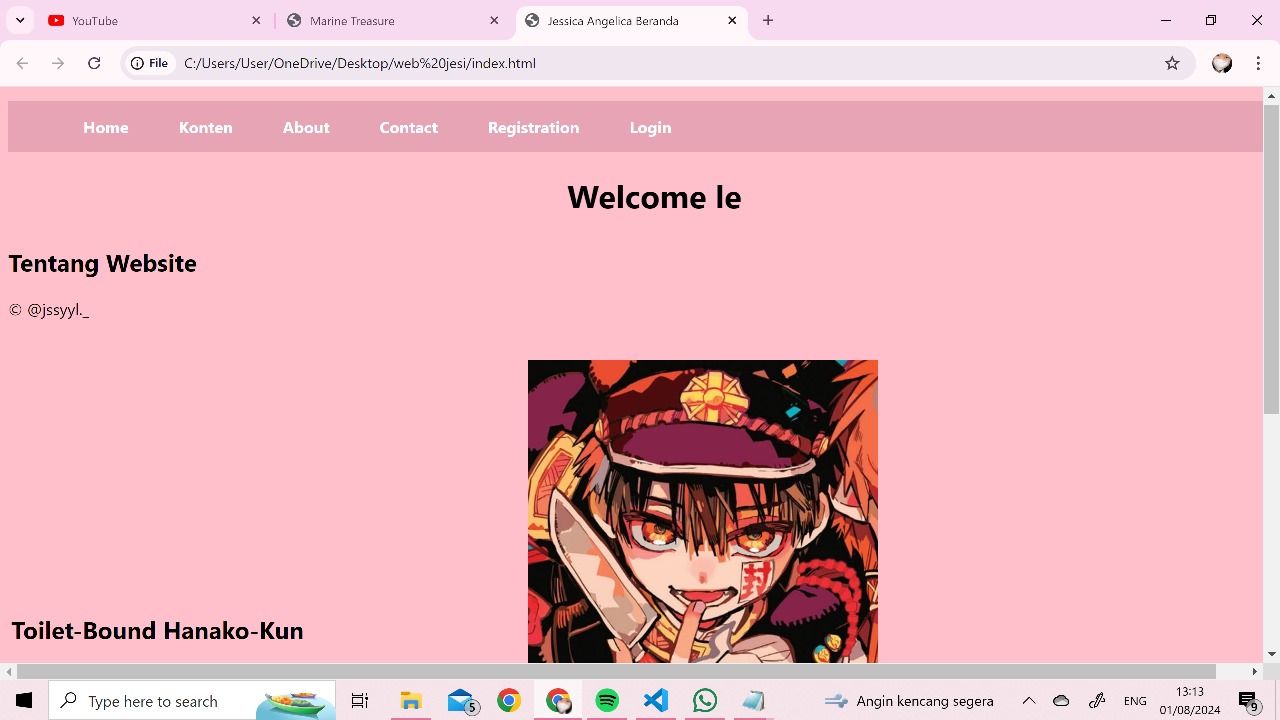 YouTube
Marine Treasure
Jessica Angelica Beranda
File
C:/Users/User/OneDrive/Desktop/web%20jesi/index.html
Home Konten About Contact Registration Login
Welcome le
Tentang Website
© @jssyyl._
封
Toilet-Bound Hanako-Kun
Type here to search
5
Angin kencang segera
ENG
13:13
01/08/2024
9